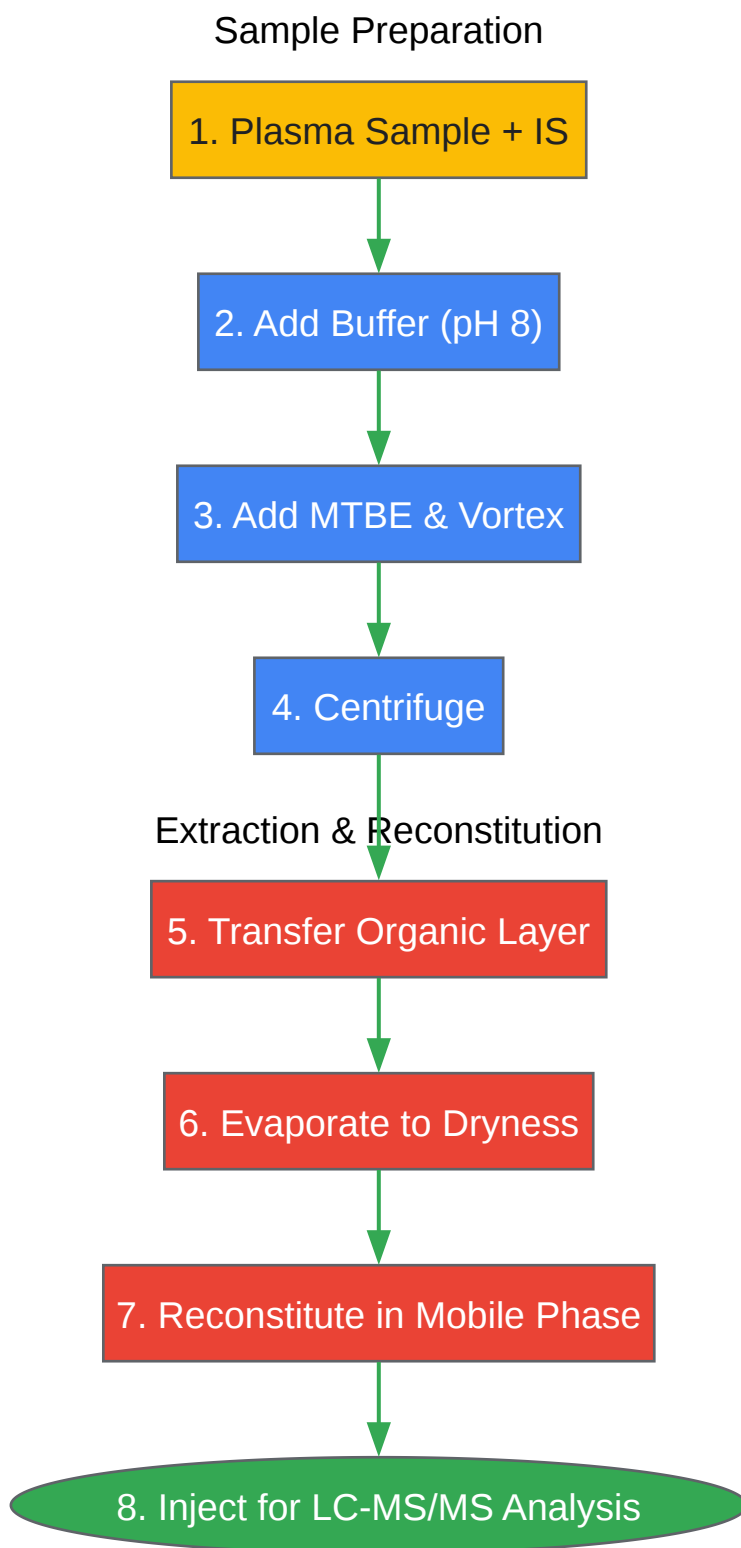 Sample Preparation
1. Plasma Sample + IS
2. Add Buffer (pH 8)
3. Add MTBE & Vortex
4. Centrifuge
Extraction & Reconstitution
5. Transfer Organic Layer
6. Evaporate to Dryness
7. Reconstitute in Mobile Phase
8. Inject for LC-MS/MS Analysis